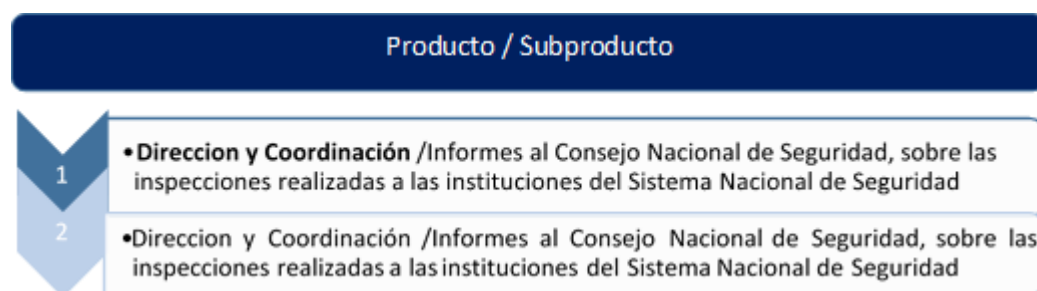 Producto / Subproducto
1
•Direccion y Coordinación /Informes al Consejo Nacional de Seguridad, sobre las
inspecciones realizadas a las instituciones del Sistema Nacional de Seguridad
2
•Direccion y Coordinación /Informes al Consejo Nacional de Seguridad, sobre las
inspecciones realizadas a las instituciones del Sistema Nacional de Seguridad